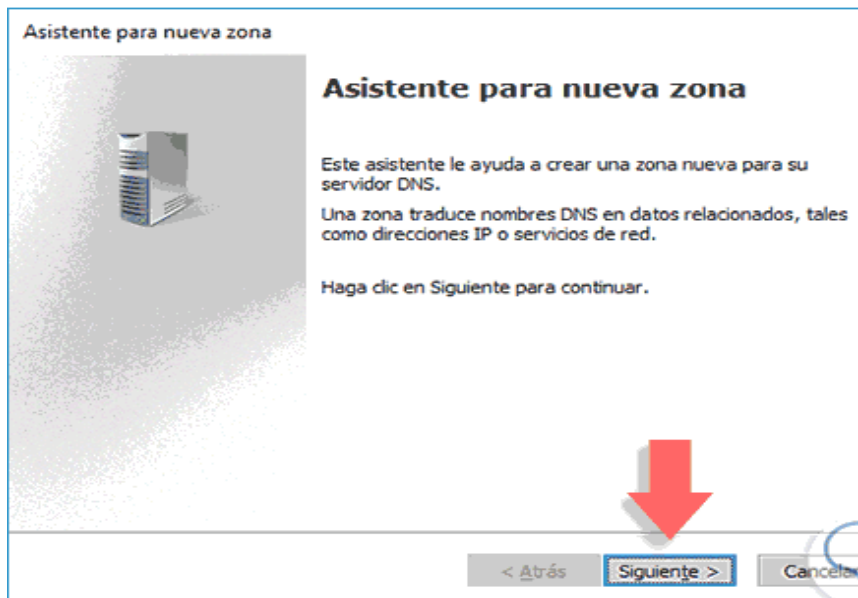 Asistente para nueva zona
Asistente para nueva zona
Este asistente le ayuda a crear una zona nueva para su
servidor DNS.
Una zona traduce nombres DNS en datos relacionados, tales
como direcciones IP o servicios de red.
Haga clic en Siguiente para continuar.
< Atrás Siguiente > Cancelar